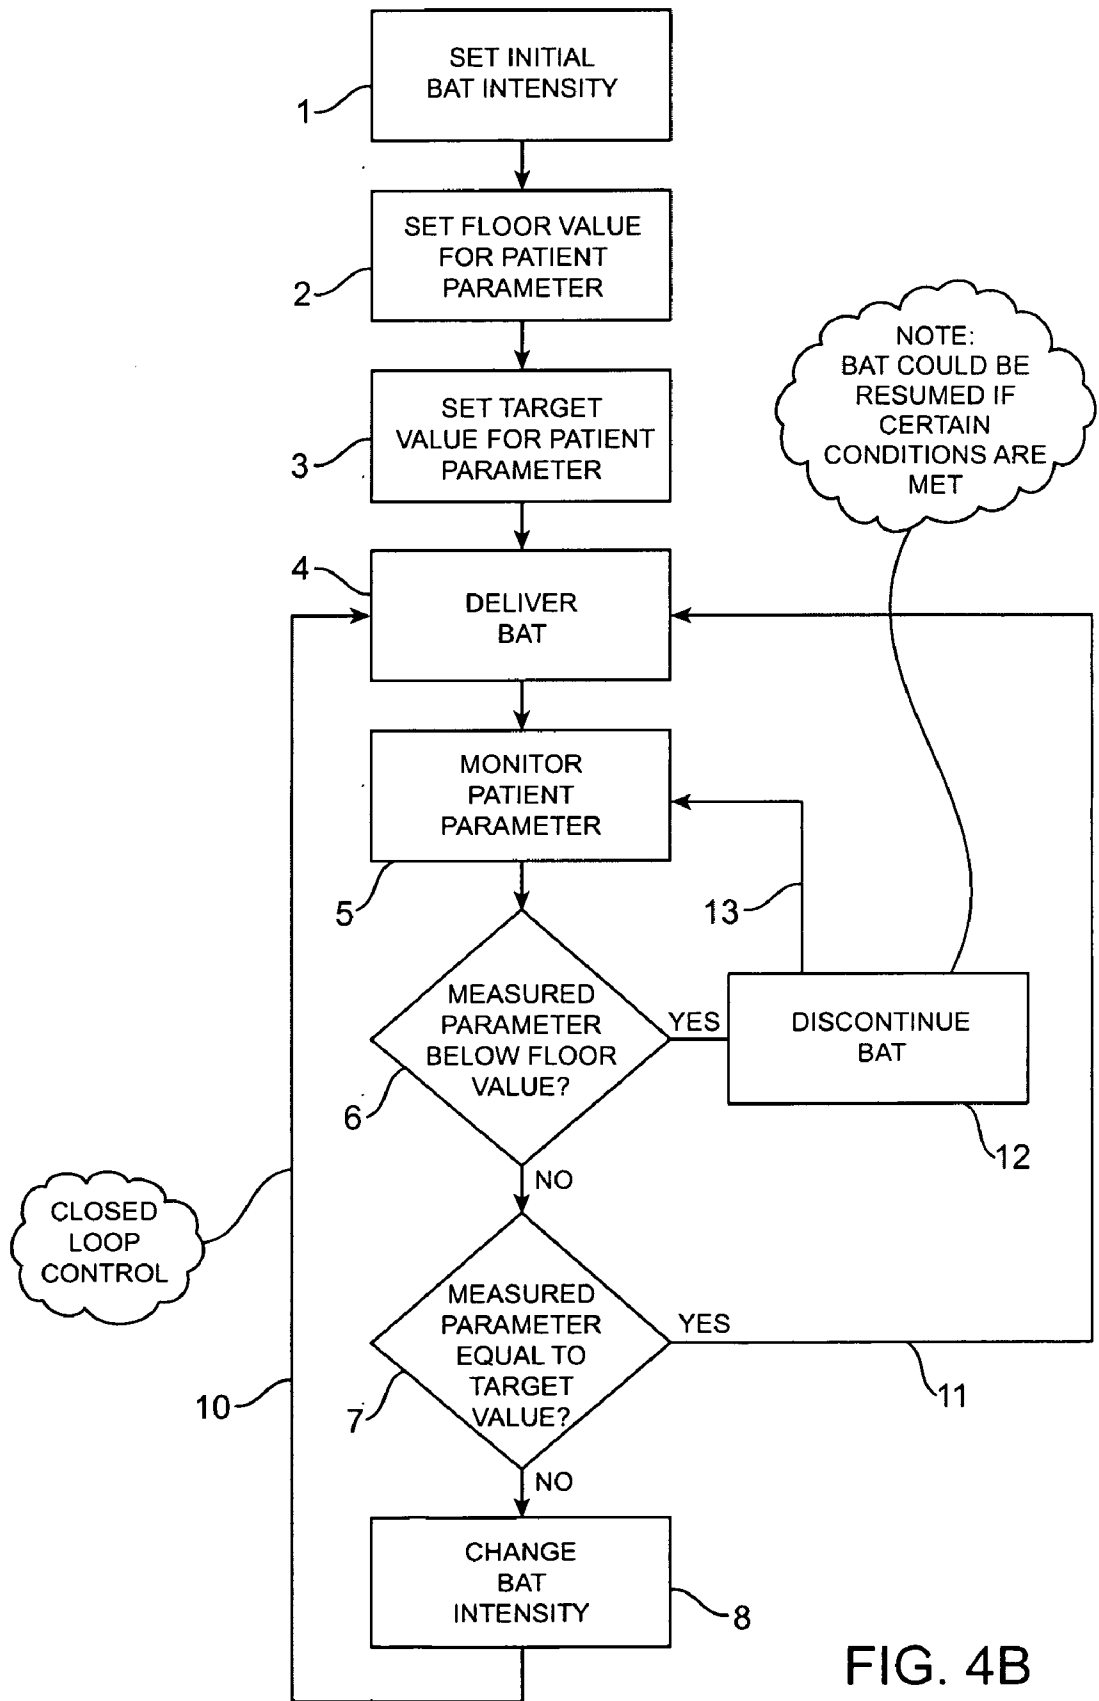 SET INITIAL
BAT INTENSITY
1
SET FLOOR VALUE
FOR PATIENT
PARAMETER
2
SET TARGET
VALUE FOR PATIENT
PARAMETER
3
NOTE:
BAT COULD BE
RESUMED IF
CERTAIN
CONDITIONS ARE
MET
4
DELIVER
BAT
MONITOR
PATIENT
PARAMETER
5
13
MEASURED
PARAMETER
BELOW FLOOR
VALUE?
6
YES
DISCONTINUE
BAT
12
NO
CLOSED
LOOP
CONTROL
MEASURED
PARAMETER
EQUAL TO
TARGET
VALUE?
7
YES
10
11
NO
CHANGE
BAT
INTENSITY
8
FIG. 4B